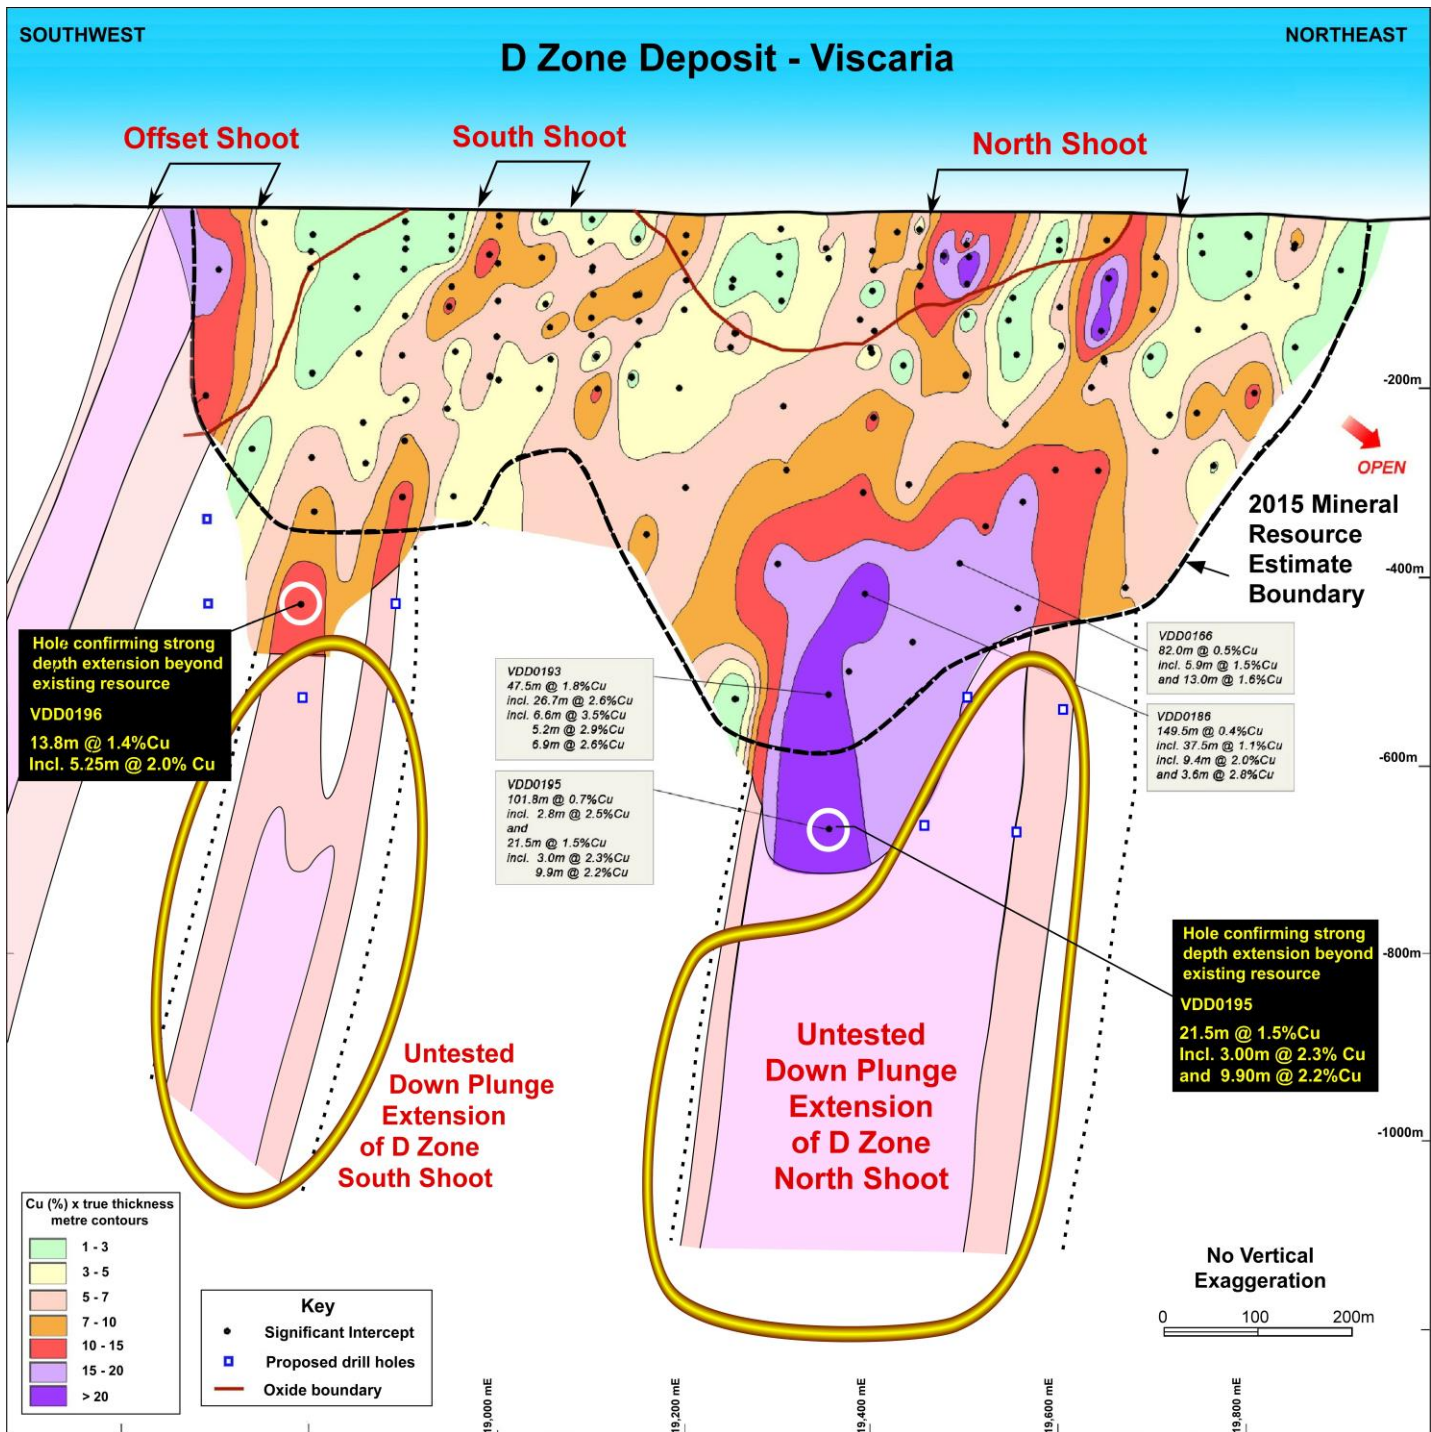 SOUTHWEST
NORTHEAST
D Zone Deposit - Viscaria
Offset Shoot
South Shoot
North Shoot
-200m
OPEN
2015 Mineral
Resource
Estimate
Boundary
-400m
Hole confirming strong
depth extension beyond
existing resource
VDD0196
13.8m @ 1.4%Cu
Incl. 5.25m @ 2.0% Cu
VDD0193
47.5m @ 1.8%Cu
incl. 26.7m @ 2.6%Cu
incl. 6.6m @ 3.5%Cu
5.2m @ 2.9%Cu
6.9m @ 2.6%Cu
VDD0166
82.0m @ 0.5%Cu
incl. 5.9m @ 1.5%Cu
and 13.0m @ 1.6%Cu
VDD0186
149.5m @ 0.4%Cu
incl. 37.5m @ 1.1%Cu
incl. 9.4m @ 2.0%Cu
and 3.6m @ 2.8%Cu
-600m
VDD0195
101.8m @ 0.7%Cu
incl. 2.8m @ 2.5%Cu
and
21.5m @ 1.5%Cu
incl. 3.0m @ 2.3%Cu
9.9m @ 2.2%Cu
-800m
Hole confirming strong
depth extension beyond
existing resource
VDD0195
21.5m @ 1.5%Cu
Incl. 3.00m @ 2.3% Cu
and 9.90m @ 2.2%Cu
Untested
Down Plunge
Extension
of D Zone
South Shoot
Untested
Down Plunge
Extension
of D Zone
North Shoot
-1000m
Cu (%) x true thickness
metre contours
1 - 3
3 - 5
5 - 7
7 - 10
10 - 15
15 - 20
> 20
Key
Significant Intercept
Proposed drill holes
Oxide boundary
No Vertical
Exaggeration
0 100 200m
19,000 mE
19,200 mE
19,400 mE
19,600 mE
19,800 mE